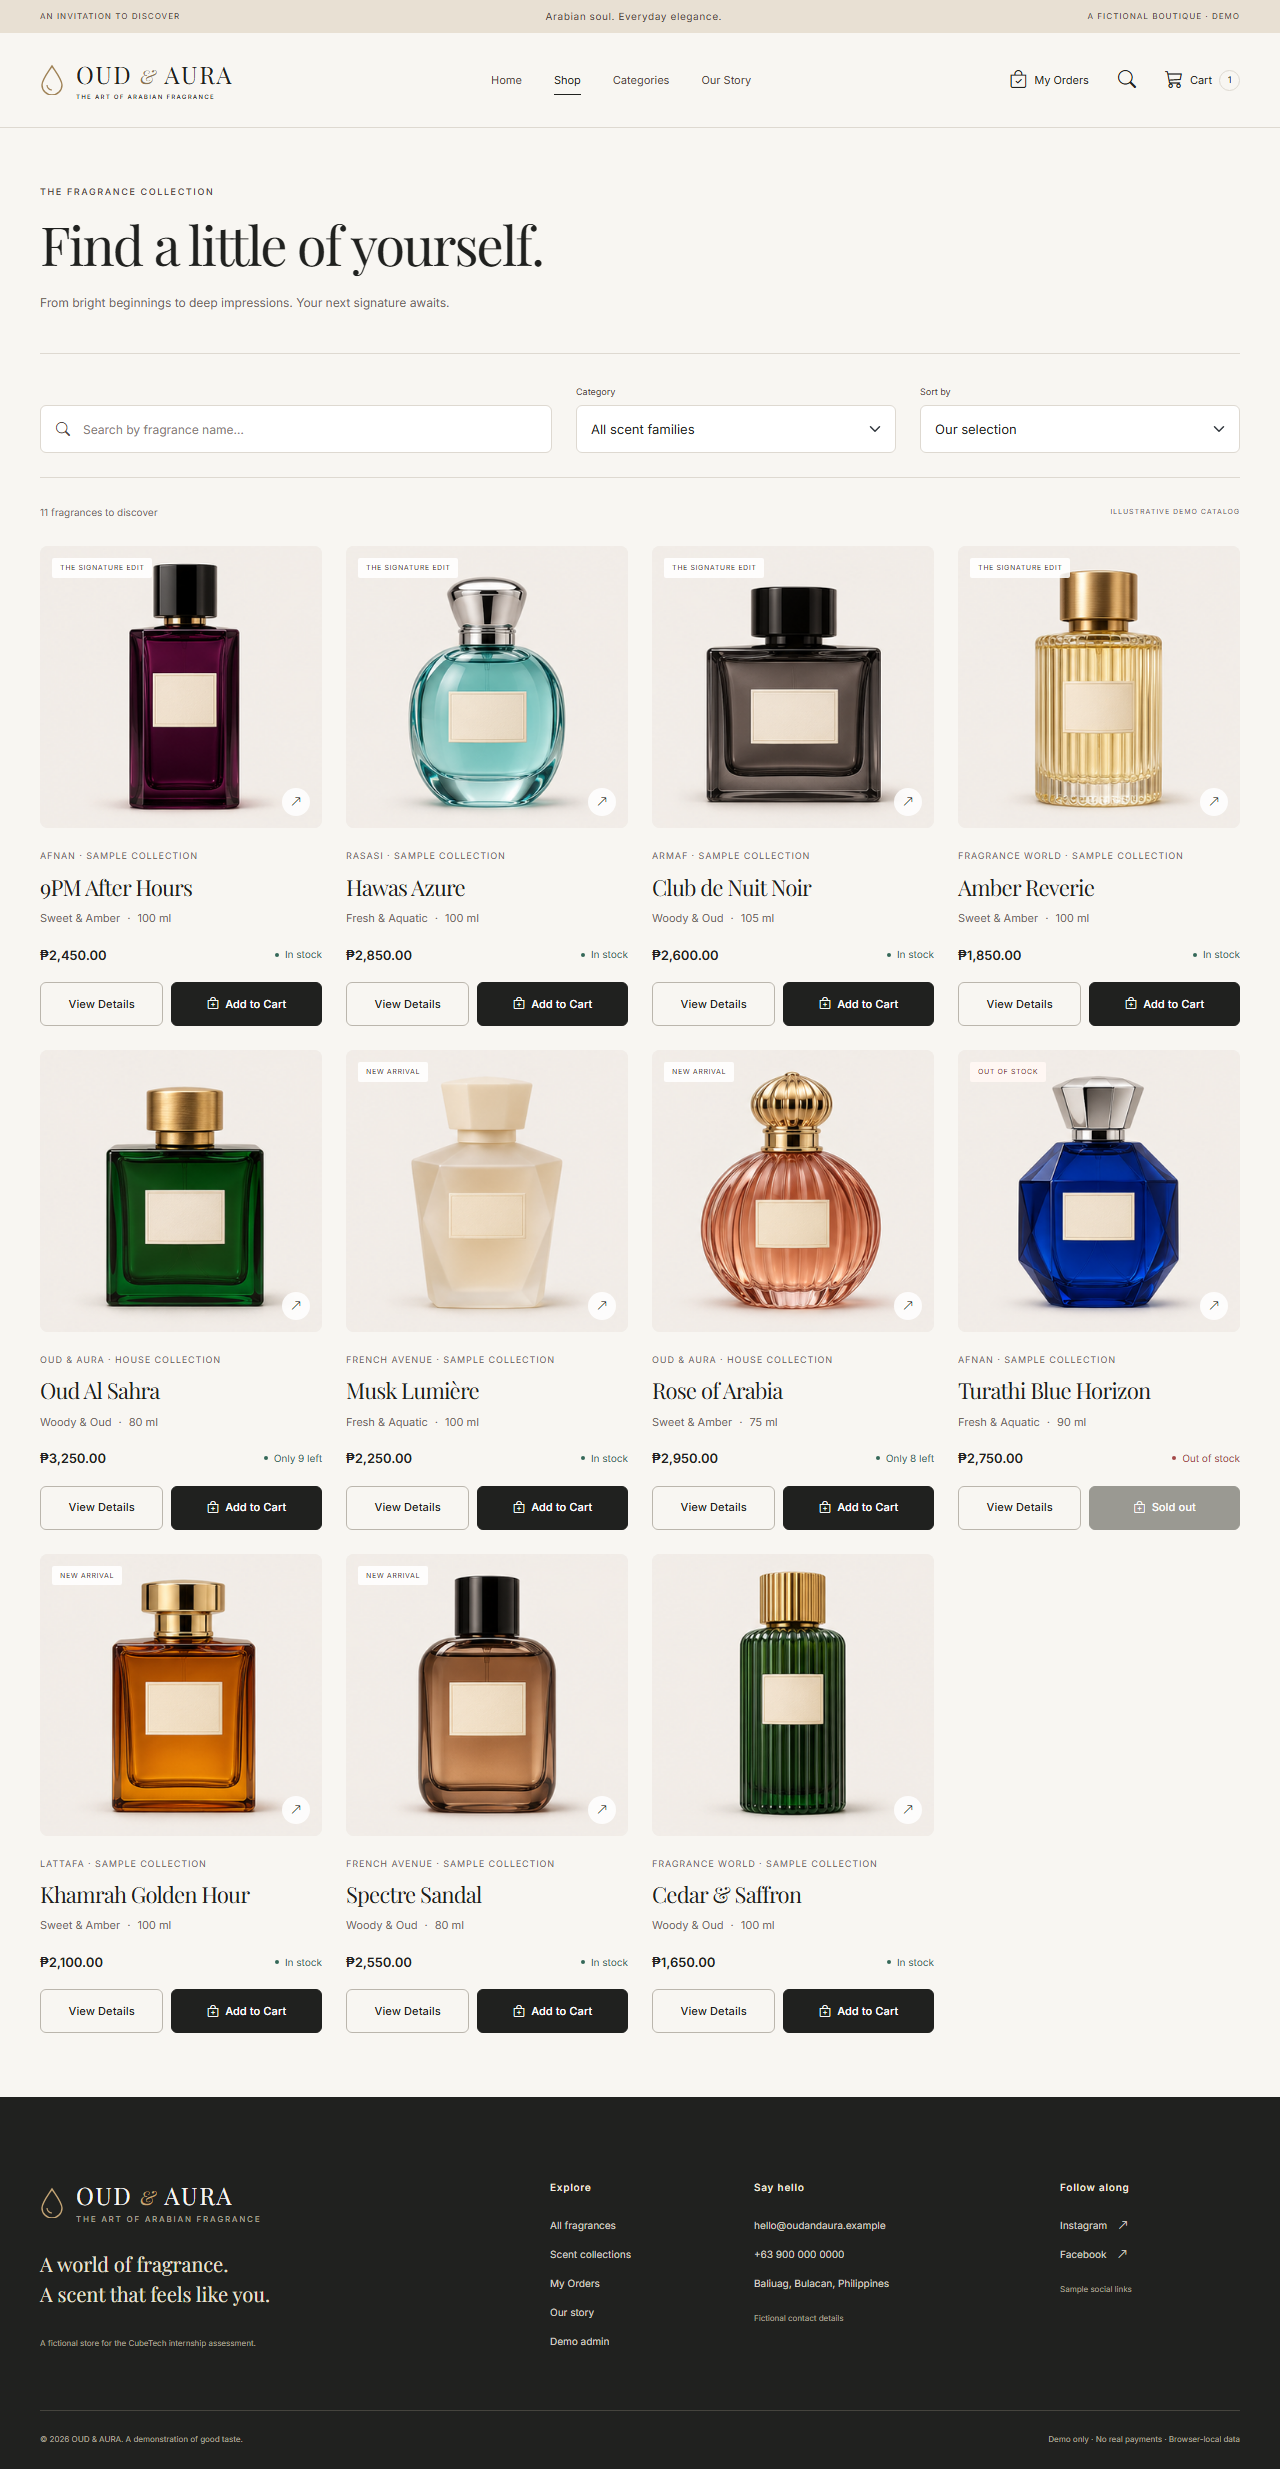 AN INVITATION TO DISCOVER
Arabian soul. Everyday elegance.
A FICTIONAL BOUTIQUE · DEMO
OUD & AURA
THE ART OF ARABIAN FRAGRANCE
Home
Shop
Categories
Our Story
My Orders
Cart 1
THE FRAGRANCE COLLECTION
Find a little of yourself.
From bright beginnings to deep impressions. Your next signature awaits.
Category
Sort by
Search by fragrance name...
All scent families
Our selection
11 fragrances to discover
ILLUSTRATIVE DEMO CATALOG
THE SIGNATURE EDIT
THE SIGNATURE EDIT
THE SIGNATURE EDIT
THE SIGNATURE EDIT
AFNAN · SAMPLE COLLECTION
9PM After Hours
Sweet & Amber · 100 ml
₱2,450.00
In stock
View Details
Add to Cart
RASASI · SAMPLE COLLECTION
Hawas Azure
Fresh & Aquatic · 100 ml
₱2,850.00
In stock
View Details
Add to Cart
ARMAF · SAMPLE COLLECTION
Club de Nuit Noir
Woody & Oud · 105 ml
₱2,600.00
In stock
View Details
Add to Cart
FRAGRANCE WORLD · SAMPLE COLLECTION
Amber Reverie
Sweet & Amber · 100 ml
₱1,850.00
In stock
View Details
Add to Cart
OUD & AURA · HOUSE COLLECTION
Oud Al Sahra
Woody & Oud · 80 ml
₱3,250.00
Only 9 left
View Details
Add to Cart
NEW ARRIVAL
FRENCH AVENUE · SAMPLE COLLECTION
Musk Lumière
Fresh & Aquatic · 100 ml
₱2,250.00
In stock
View Details
Add to Cart
NEW ARRIVAL
OUD & AURA · HOUSE COLLECTION
Rose of Arabia
Sweet & Amber · 75 ml
₱2,950.00
Only 8 left
View Details
Add to Cart
OUT OF STOCK
AFNAN · SAMPLE COLLECTION
Turathi Blue Horizon
Fresh & Aquatic · 90 ml
₱2,750.00
Out of stock
View Details
Sold out
NEW ARRIVAL
LATTAFA · SAMPLE COLLECTION
Khamrah Golden Hour
Sweet & Amber · 100 ml
₱2,100.00
In stock
View Details
Add to Cart
NEW ARRIVAL
FRENCH AVENUE · SAMPLE COLLECTION
Spectre Sandal
Woody & Oud · 80 ml
₱2,550.00
In stock
View Details
Add to Cart
FRAGRANCE WORLD · SAMPLE COLLECTION
Cedar & Saffron
Woody & Oud · 100 ml
₱1,650.00
In stock
View Details
Add to Cart
OUD & AURA
THE ART OF ARABIAN FRAGRANCE
A world of fragrance.
A scent that feels like you.
A fictional store for the CubeTech internship assessment.
Explore
All fragrances
Scent collections
My Orders
Our story
Demo admin
Say hello
hello@oudandaura.example
+63 900 000 0000
Baliuag, Bulacan, Philippines
Fictional contact details
Follow along
Instagram
Facebook
Sample social links
© 2026 OUD & AURA. A demonstration of good taste.
Demo only · No real payments · Browser-local data